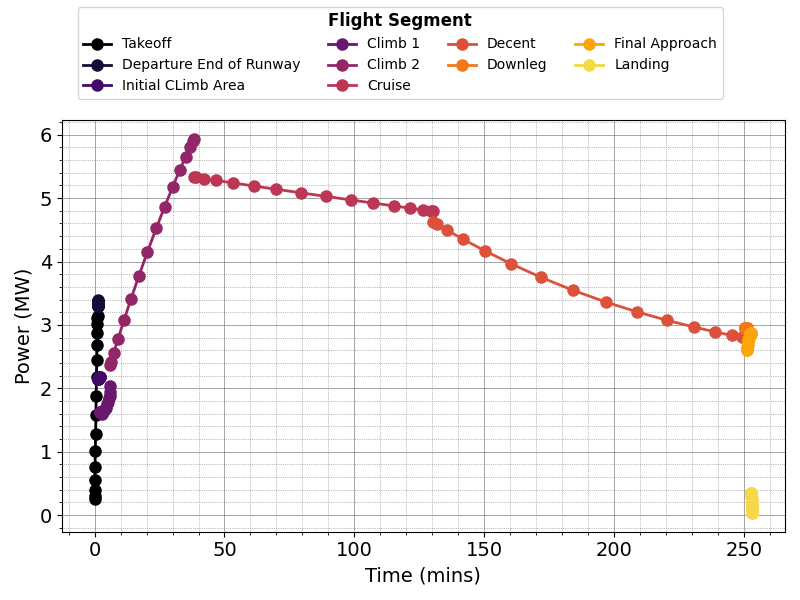 Flight Segment
Takeoff
Departure End of Runway
Initial CLimb Area
Climb 1
Climb 2
Cruise
Decent
Downleg
Final Approach
Landing
6
5
4
3
2
1
0
Power (MW)
0 50 100 150 200 250
Time (mins)